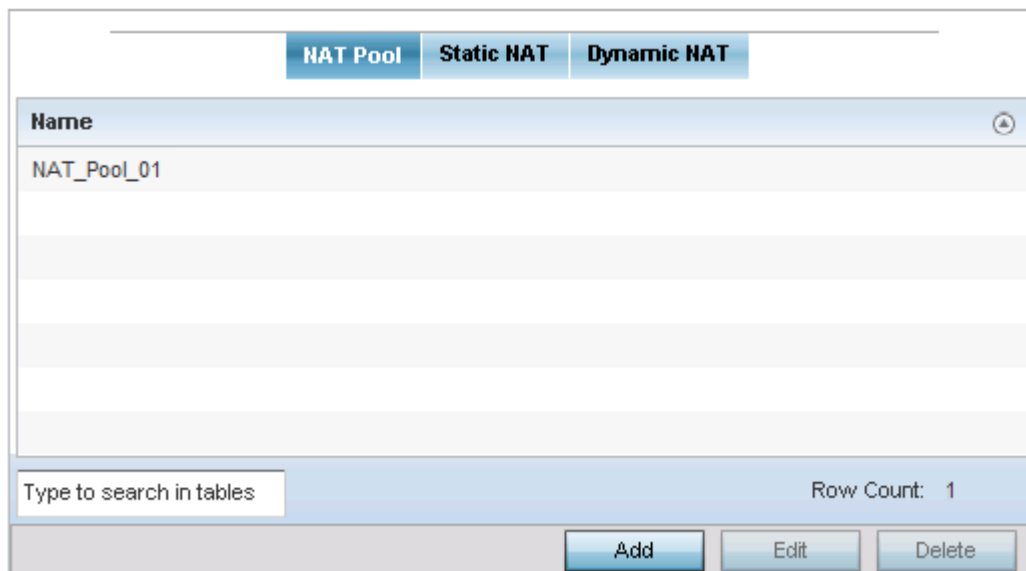 NAT Pool Static NAT Dynamic NAT
Name
NAT_Pool_01
Type to search in tables Row Count: 1
Add Edit Delete